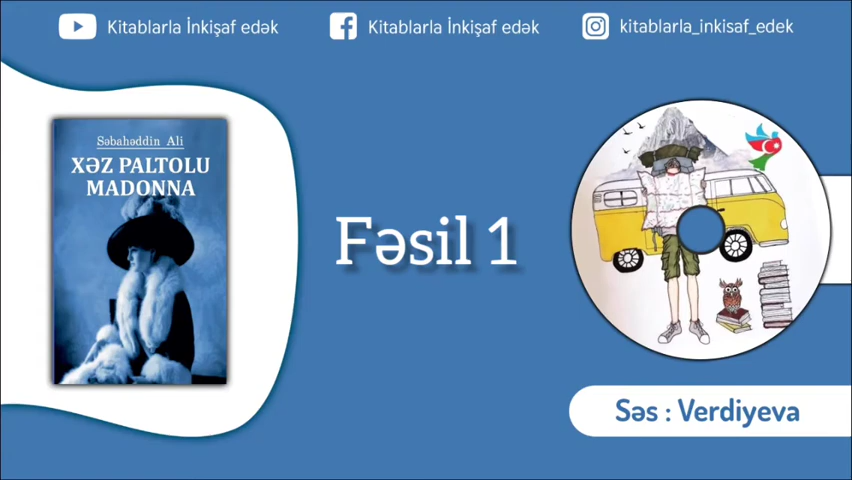 Kitablarla İnkişaf edək
Kitablarla İnkişaf edək
kitablarla_inkisaf_edek
Səbahəddin Ali
XƏZ PALTOLU
MADONNA
Fəsil 1
Səs : Verdiyeva